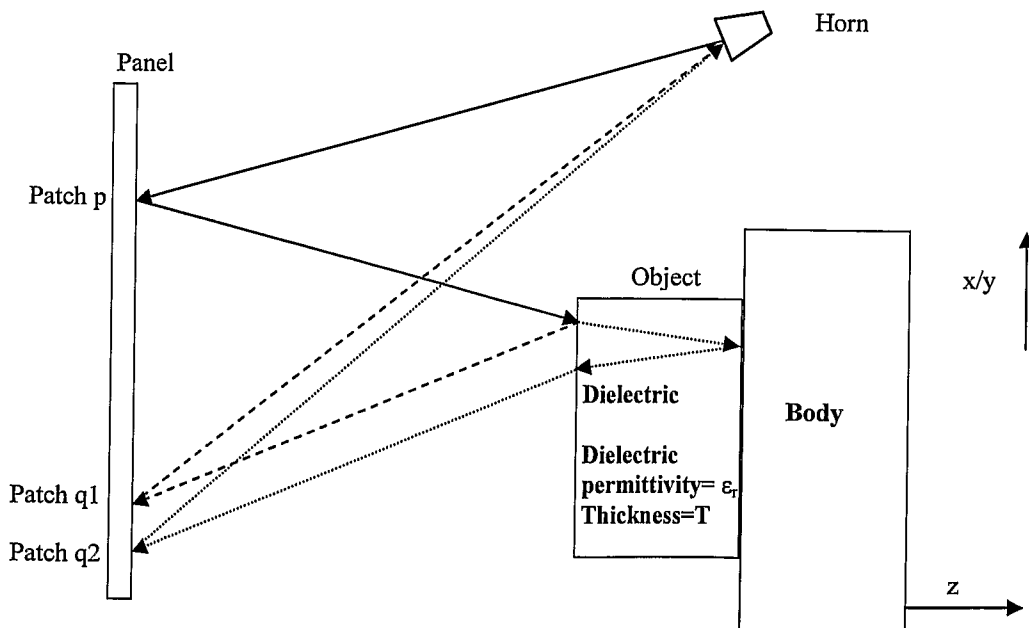 Horn
Panel
Patch p
Object
x/y
Dielectric
Body
Dielectric
permittivity= εr
Thickness=T
Patch q1
Patch q2
z